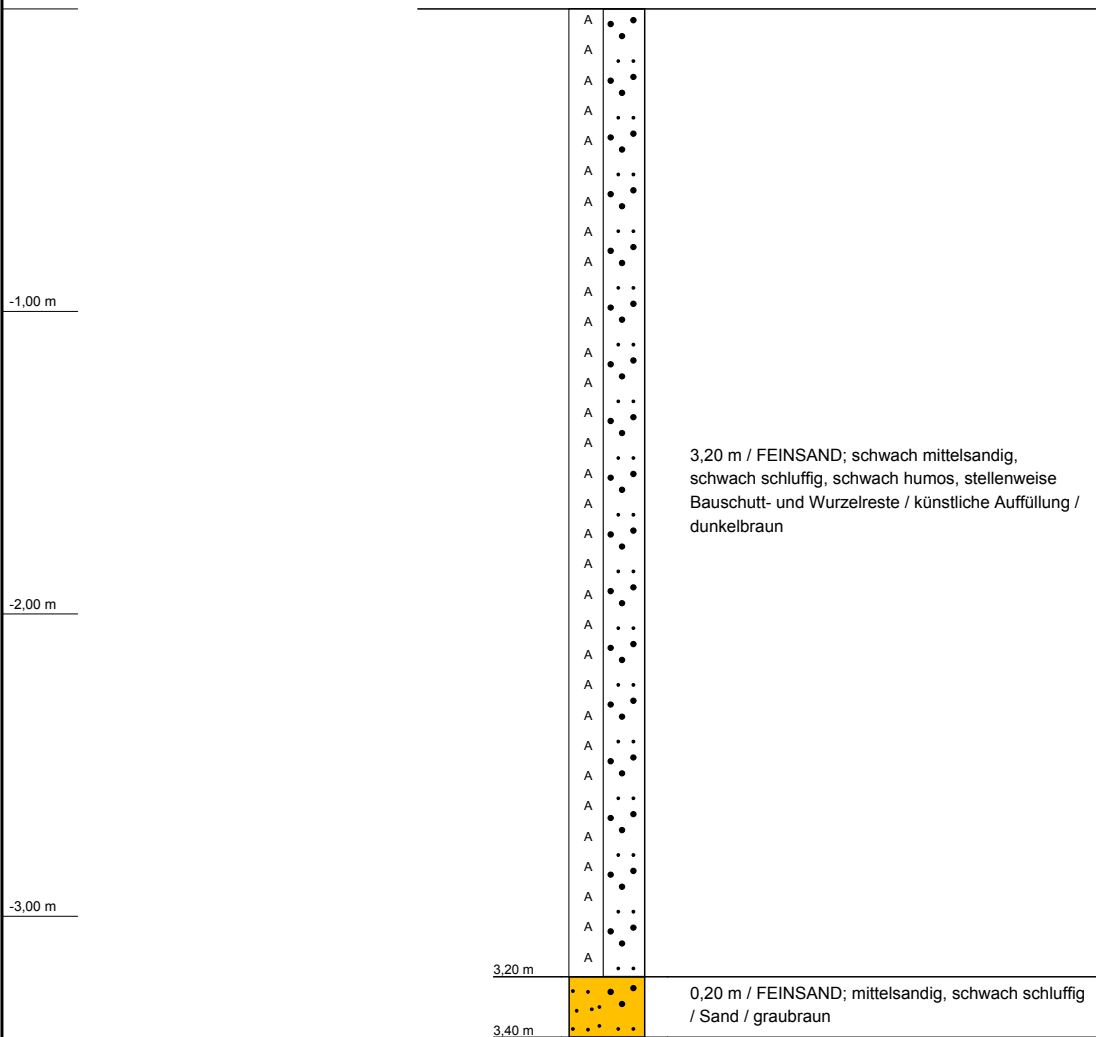 A
A
A
A
A
A
A
A
A
A
-1,00 m
A
A
A
A
A
3,20 m / FEINSAND; schwach mittelsandig,
schwach schluffig, schwach humos, stellenweise
Bauschutt- und Wurzelreste / künstliche Auffüllung /
dunkelbraun
A
A
A
A
A
-2,00 m
A
A
A
A
A
A
A
A
A
A
-3,00 m
A
A
3,20 m
0,20 m / FEINSAND; mittelsandig, schwach schluffig
/ Sand / graubraun
3,40 m